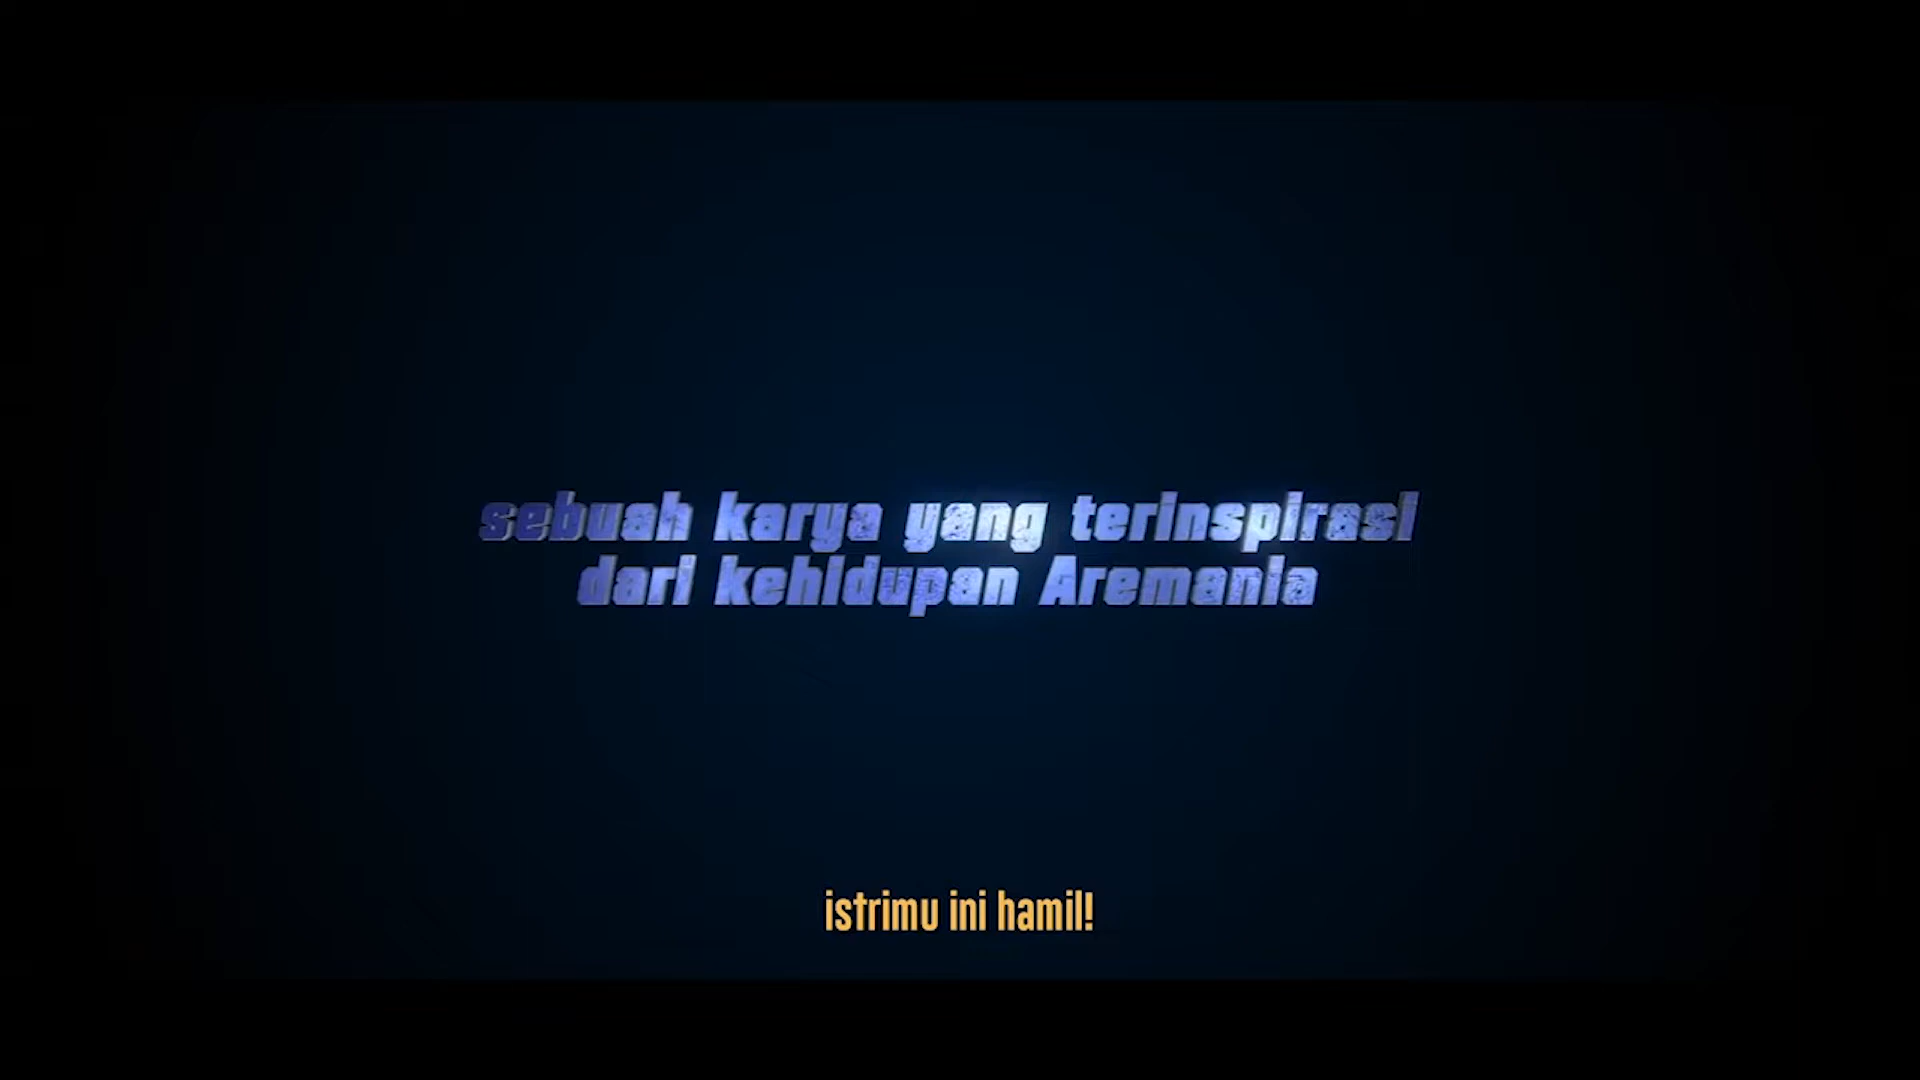 sebuah karya yang terinspirasi
dari kehidupan Aremania
istrimu ini hamil!